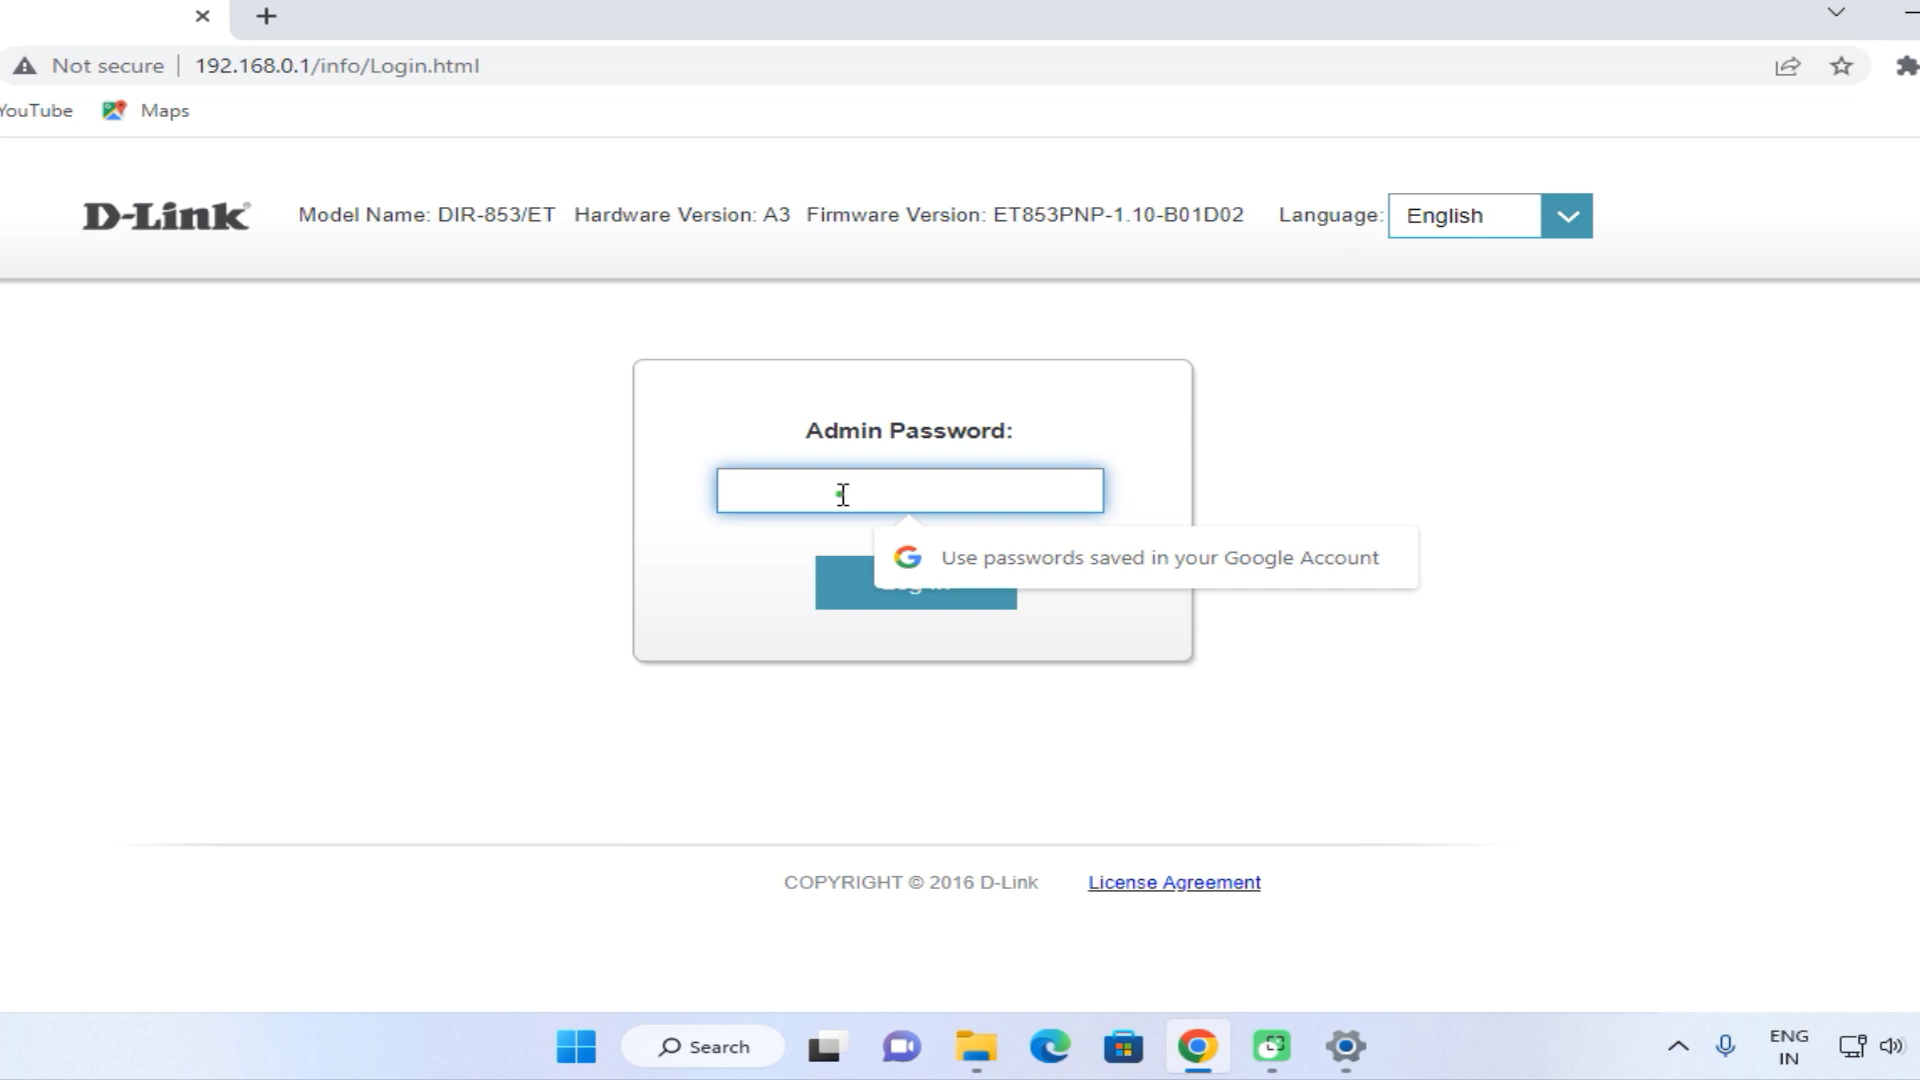 Not secure 192.168.0.1/info/Login.html
YouTube Maps
D-Link Model Name: DIR-853/ET Hardware Version: A3 Firmware Version: ET853PNP-1.10-B01D02 Language: English
Admin Password:
Use passwords saved in your Google Account
COPYRIGHT © 2016 D-Link License Agreement
Search
ENG
IN